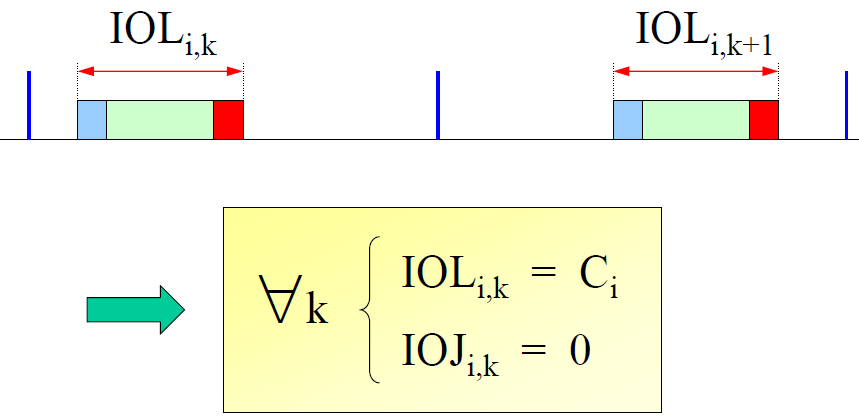 IOLi,k IOLi,k+1
∀k { IOLi,k = Ci
IOJi,k = 0